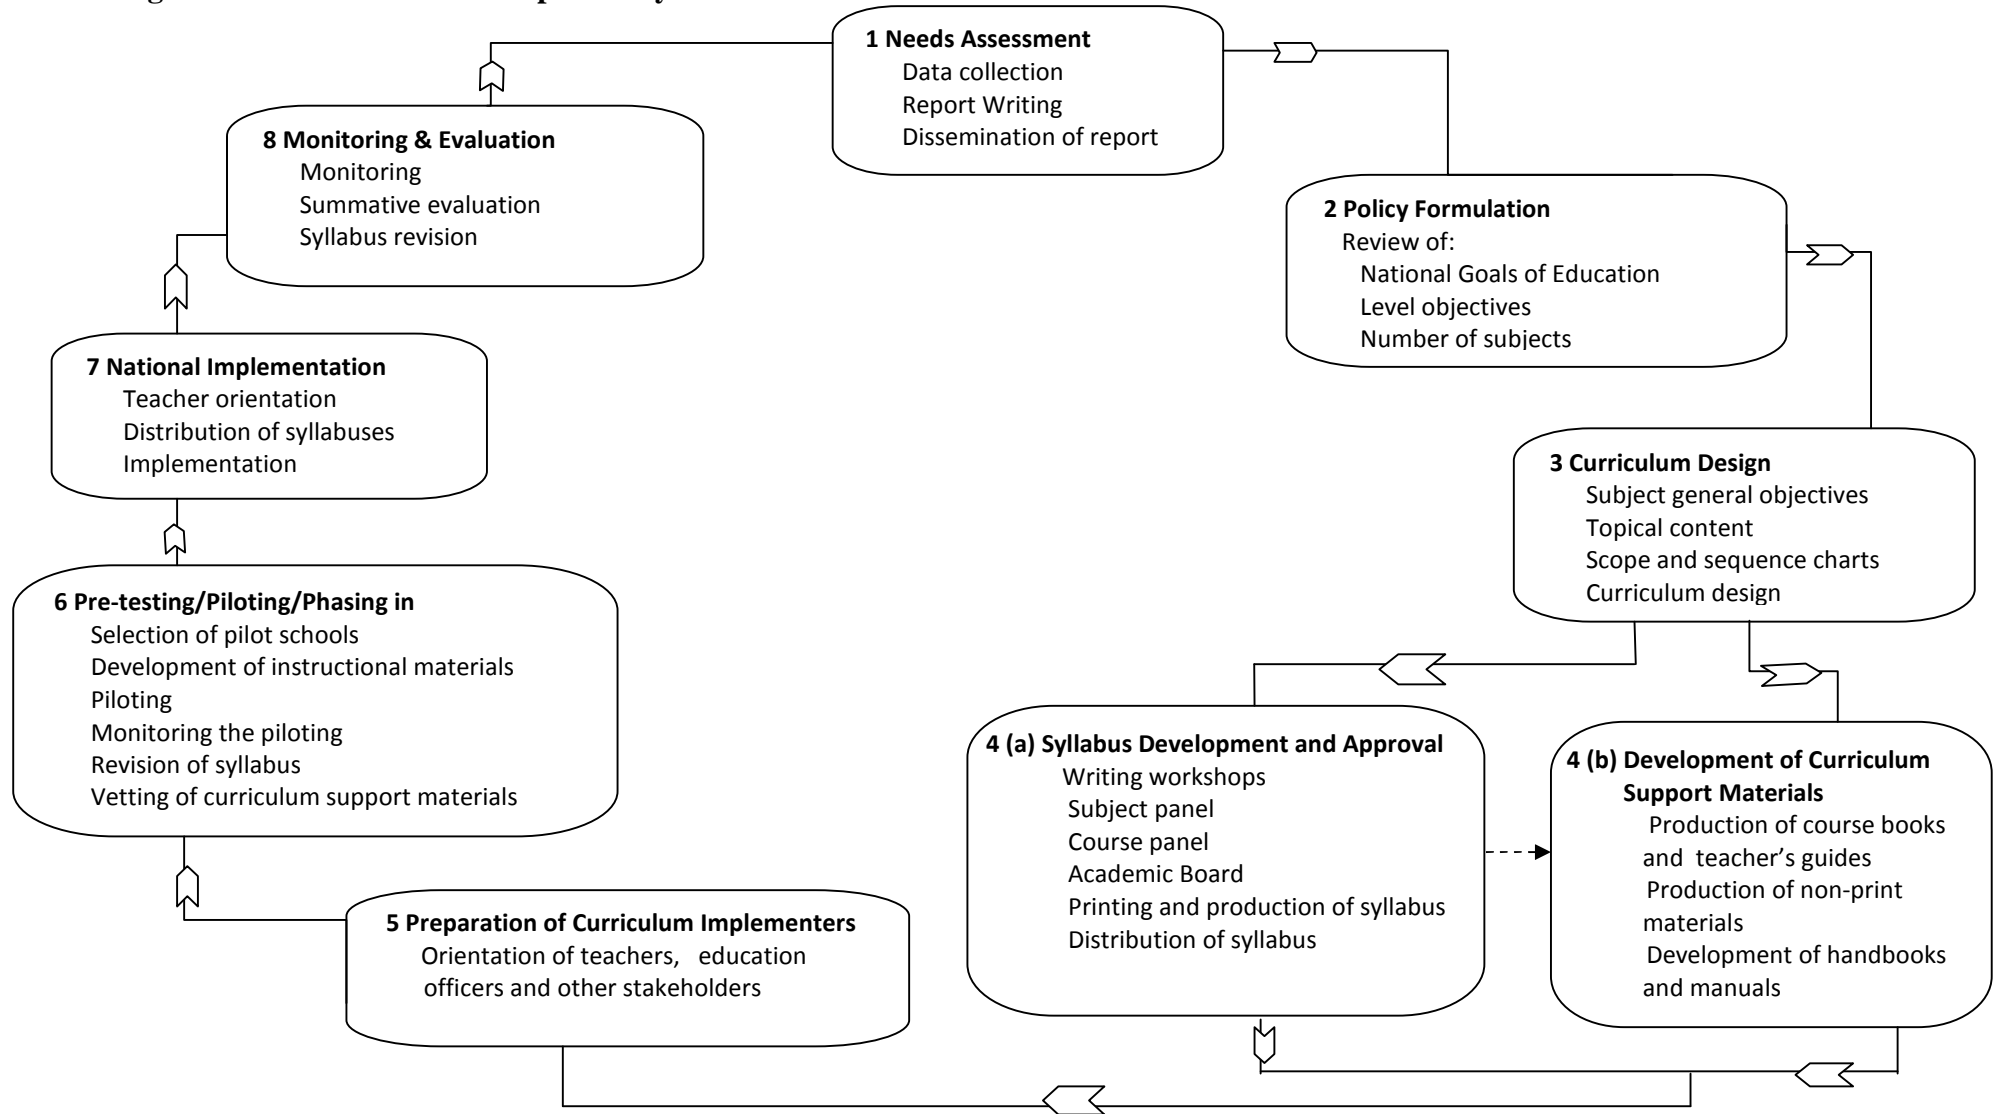 1 Needs Assessment
Data collection
Report Writing
Dissemination of report
2 Policy Formulation
Review of:
National Goals of Education
Level objectives
Number of subjects
3 Curriculum Design
Subject general objectives
Topical content
Scope and sequence charts
Curriculum design
4 (a) Syllabus Development and Approval
Writing workshops
Subject panel
Course panel
Academic Board
Printing and production of syllabus
Distribution of syllabus
4 (b) Development of Curriculum
Support Materials
Production of course books
and teacher’s guides
Production of non-print
materials
Development of handbooks
and manuals
5 Preparation of Curriculum Implementers
Orientation of teachers, education
officers and other stakeholders
6 Pre-testing/Piloting/Phasing in
Selection of pilot schools
Development of instructional materials
Piloting
Monitoring the piloting
Revision of syllabus
Vetting of curriculum support materials
7 National Implementation
Teacher orientation
Distribution of syllabuses
Implementation
8 Monitoring & Evaluation
Monitoring
Summative evaluation
Syllabus revision